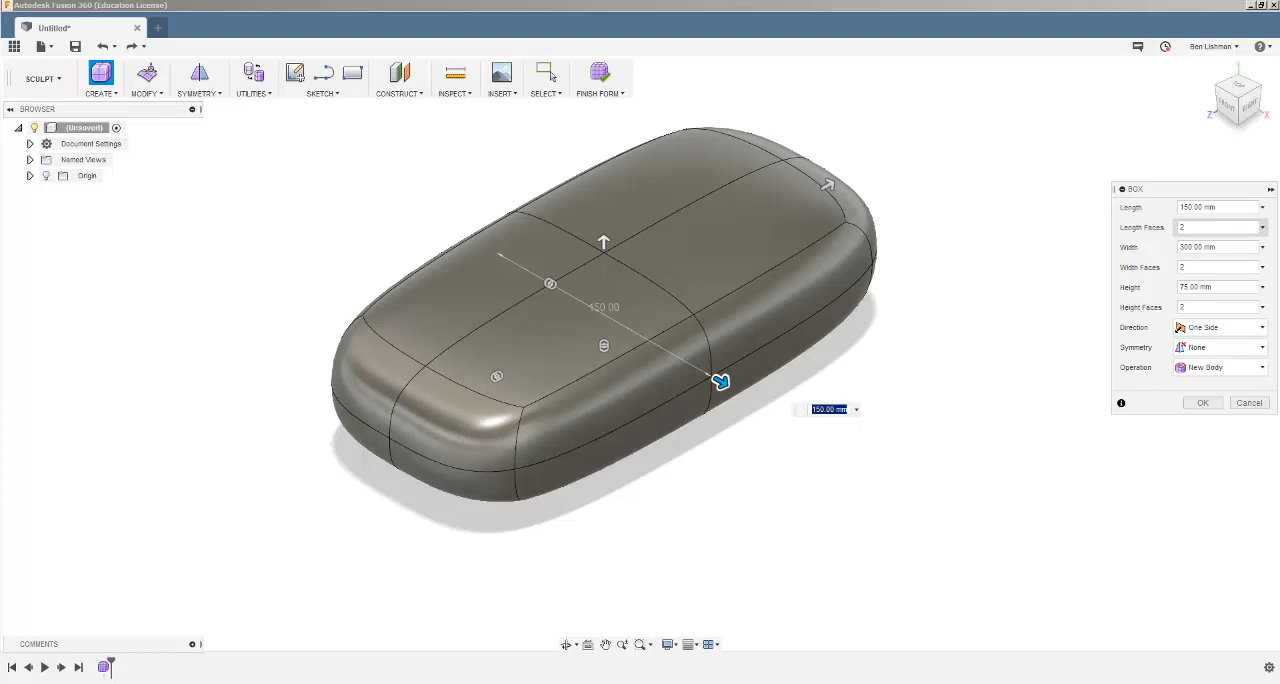 Autodesk Fusion 360 (Education License)
Untitled*
Ben Lishman
SCULPT
CREATE
MODIFY
SYMMETRY
UTILITIES
SKETCH
CONSTRUCT
INSPECT
INSERT
SELECT
FINISH FORM
BROWSER
(Unsaved)
Document Settings
Named Views
Origin
Y
TOP
FRONT
RIGHT
Z
X
BOX
Length 150.00 mm
Length Faces 2
Width 300.00 mm
Width Faces 2
Height 75.00 mm
Height Faces 2
Direction One Side
Symmetry None
Operation New Body
OK Cancel
150.00
150.00 mm
COMMENTS